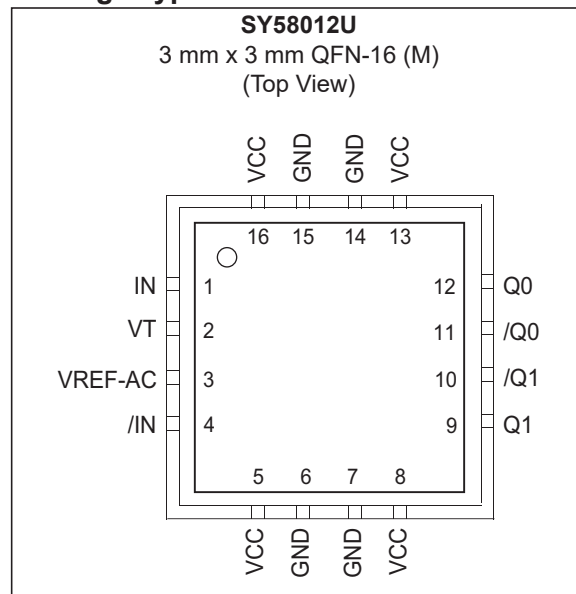 SY58012U
3 mm x 3 mm QFN-16 (M)
(Top View)
VCC GND GND VCC
16 15 14 13
IN 1 12 Q0
VT 2 11 /Q0
VREF-AC 3 10 /Q1
/IN 4 9 Q1
5 6 7 8
VCC GND GND VCC